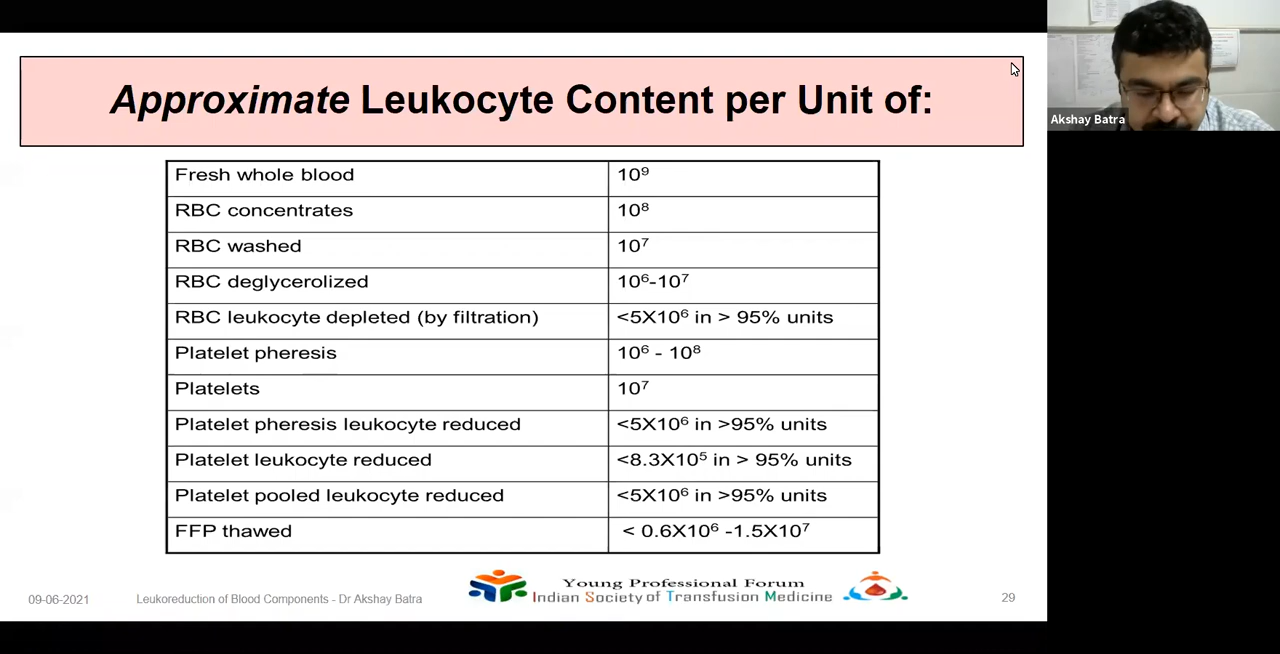 Approximate Leukocyte Content per Unit of:
Akshay Batra
Fresh whole blood 10⁹
RBC concentrates 10⁸
RBC washed 10⁷
RBC deglycerolized 10⁶-10⁷
RBC leukocyte depleted (by filtration) <5X10⁶ in > 95% units
Platelet pheresis 10⁶ - 10⁸
Platelets 10⁷
Platelet pheresis leukocyte reduced <5X10⁶ in >95% units
Platelet leukocyte reduced <8.3X10⁵ in > 95% units
Platelet pooled leukocyte reduced <5X10⁶ in >95% units
FFP thawed < 0.6X10⁶ -1.5X10⁷
Young Professional Forum
Indian Society of Transfusion Medicine
09-06-2021 Leukoreduction of Blood Components - Dr Akshay Batra 29